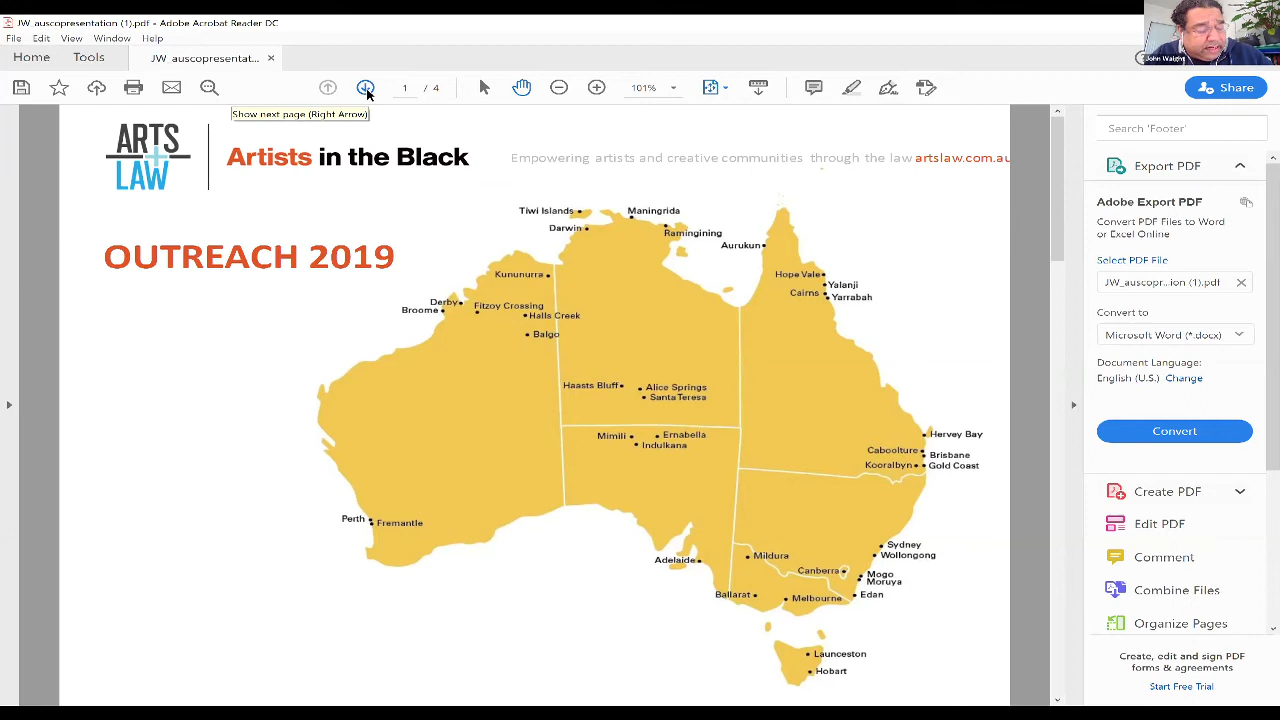 JW_auscopresentation (1).pdf - Adobe Acrobat Reader DC
File Edit View Window Help
Home Tools JW_auscopresentat... ×
John Waight
1 / 4 101%
Share
Show next page (Right Arrow)
ARTS
LAW
Artists in the Black
Empowering artists and creative communities through the law artslaw.com.au
OUTREACH 2019
Tiwi Islands
Maningrida
Darwin
Ramingining
Aurukun
Kununurra
Hope Vale
Yalanji
Cairns
Yarrabah
Derby
Fitzoy Crossing
Broome
Halls Creek
Balgo
Haasts Bluff
Alice Springs
Santa Teresa
Mimili
Ernabella
Indulkana
Hervey Bay
Caboolture
Brisbane
Kooralbyn
Gold Coast
Perth
Fremantle
Sydney
Wollongong
Adelaide
Mildura
Canberra
Mogo
Moruya
Ballarat
Melbourne
Edan
Launceston
Hobart
Search 'Footer'
Export PDF
Adobe Export PDF
Convert PDF Files to Word
or Excel Online
Select PDF File
JW_auscopr...ion (1).pdf ×
Convert to
Microsoft Word (*.docx)
Document Language:
English (U.S.) Change
Convert
Create PDF
Edit PDF
Comment
Combine Files
Organize Pages
Create, edit and sign PDF
forms & agreements
Start Free Trial